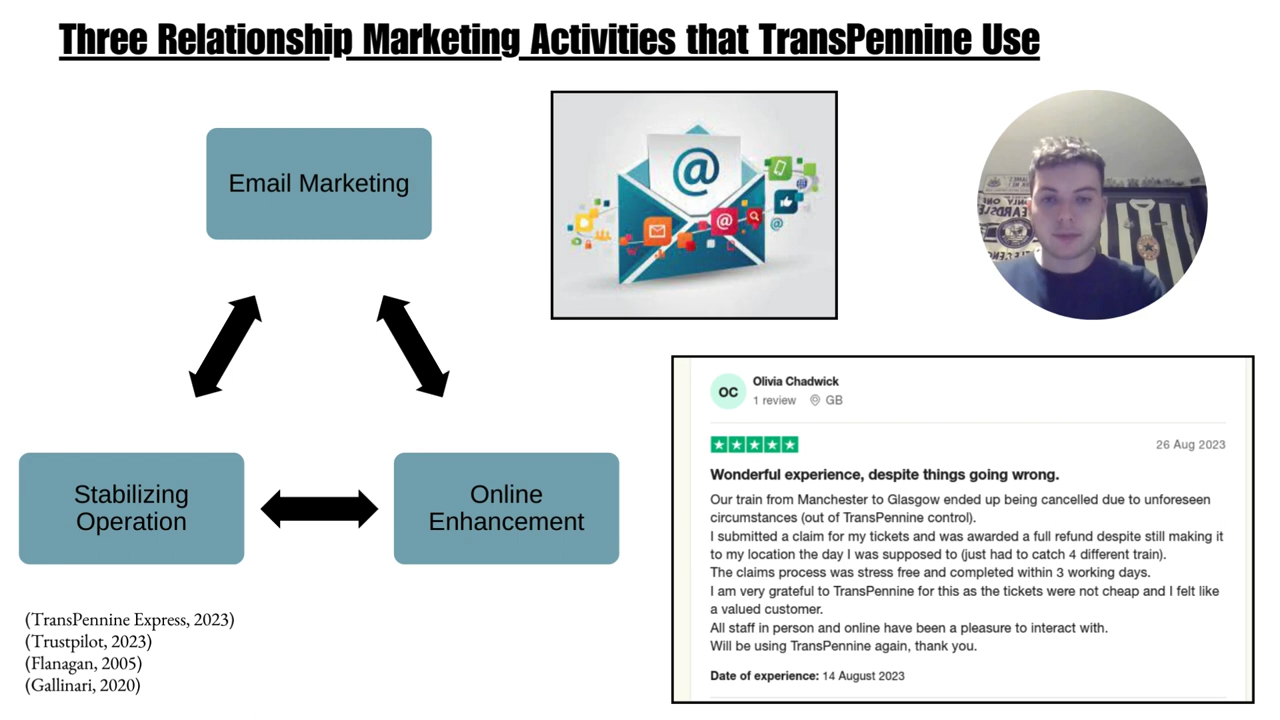 Three Relationship Marketing Activities that TransPennine Use
Email Marketing
Stabilizing
Operation
Online
Enhancement
@
@
@
(TransPennine Express, 2023)
(Trustpilot, 2023)
(Flanagan, 2005)
(Gallinari, 2020)
OC
Olivia Chadwick
1 review GB
26 Aug 2023
Wonderful experience, despite things going wrong.
Our train from Manchester to Glasgow ended up being cancelled due to unforeseen
circumstances (out of TransPennine control).
I submitted a claim for my tickets and was awarded a full refund despite still making it
to my location the day I was supposed to (just had to catch 4 different train).
The claims process was stress free and completed within 3 working days.
I am very grateful to TransPennine for this as the tickets were not cheap and I felt like
a valued customer.
All staff in person and online have been a pleasure to interact with.
Will be using TransPennine again, thank you.
Date of experience: 14 August 2023